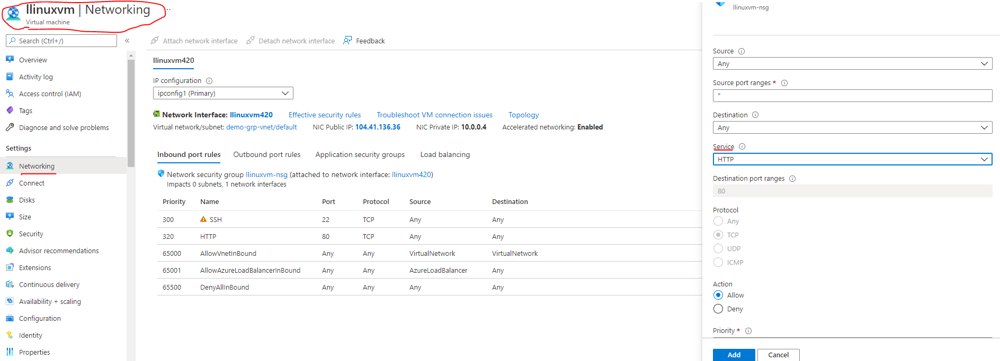 llinuxvm | Networking ..
Virtual machine
Search (Ctrl+/)
«
Overview
Activity log
Access control (IAM)
Tags
Diagnose and solve problems
Settings
Networking
Connect
Disks
Size
Security
Advisor recommendations
Extensions
Continuous delivery
Availability + scaling
Configuration
Identity
Properties
Attach network interface Detach network interface Feedback
llinuxvm420
IP configuration
ipconfig1 (Primary)
Network Interface: llinuxvm420 Effective security rules Troubleshoot VM connection issues Topology
Virtual network/subnet: demo-grp-vnet/default NIC Public IP: 104.41.136.36 NIC Private IP: 10.0.0.4 Accelerated networking: Enabled
Inbound port rules Outbound port rules Application security groups Load balancing
Network security group llinuxvm-nsg (attached to network interface: llinuxvm420)
Impacts 0 subnets, 1 network interfaces
Priority Name Port Protocol Source Destination
300 SSH 22 TCP Any Any
320 HTTP 80 TCP Any Any
65000 AllowVnetInBound Any Any VirtualNetwork VirtualNetwork
65001 AllowAzureLoadBalancerInBound Any Any AzureLoadBalancer Any
65500 DenyAllInBound Any Any Any Any
llinuxvm-nsg
Source
Any
Source port ranges *
*
Destination
Any
Service
HTTP
Destination port ranges
80
Protocol
Any
TCP
UDP
ICMP
Action
Allow
Deny
Priority *
Add Cancel